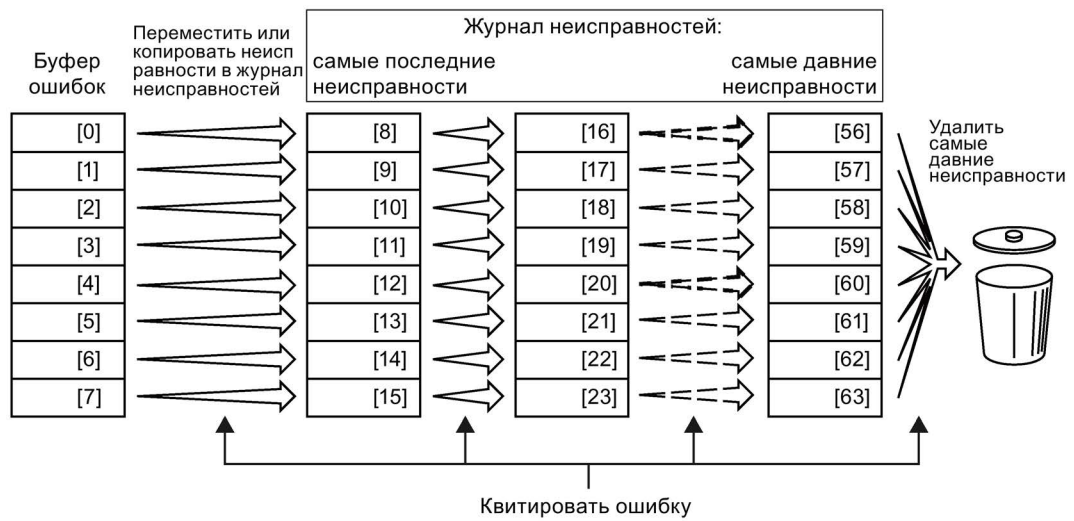 Журнал неисправностей:
Буфер
ошибок
Переместить или
копировать неисп
равности в журнал
неисправностей
самые последние
неисправности
самые давние
неисправности
[0] [8] [16] [56]
[1] [9] [17] [57]
[2] [10] [18] [58]
[3] [11] [19] [59]
[4] [12] [20] [60]
[5] [13] [21] [61]
[6] [14] [22] [62]
[7] [15] [23] [63]
Удалить
самые
давние
неисправности
Квитировать ошибку